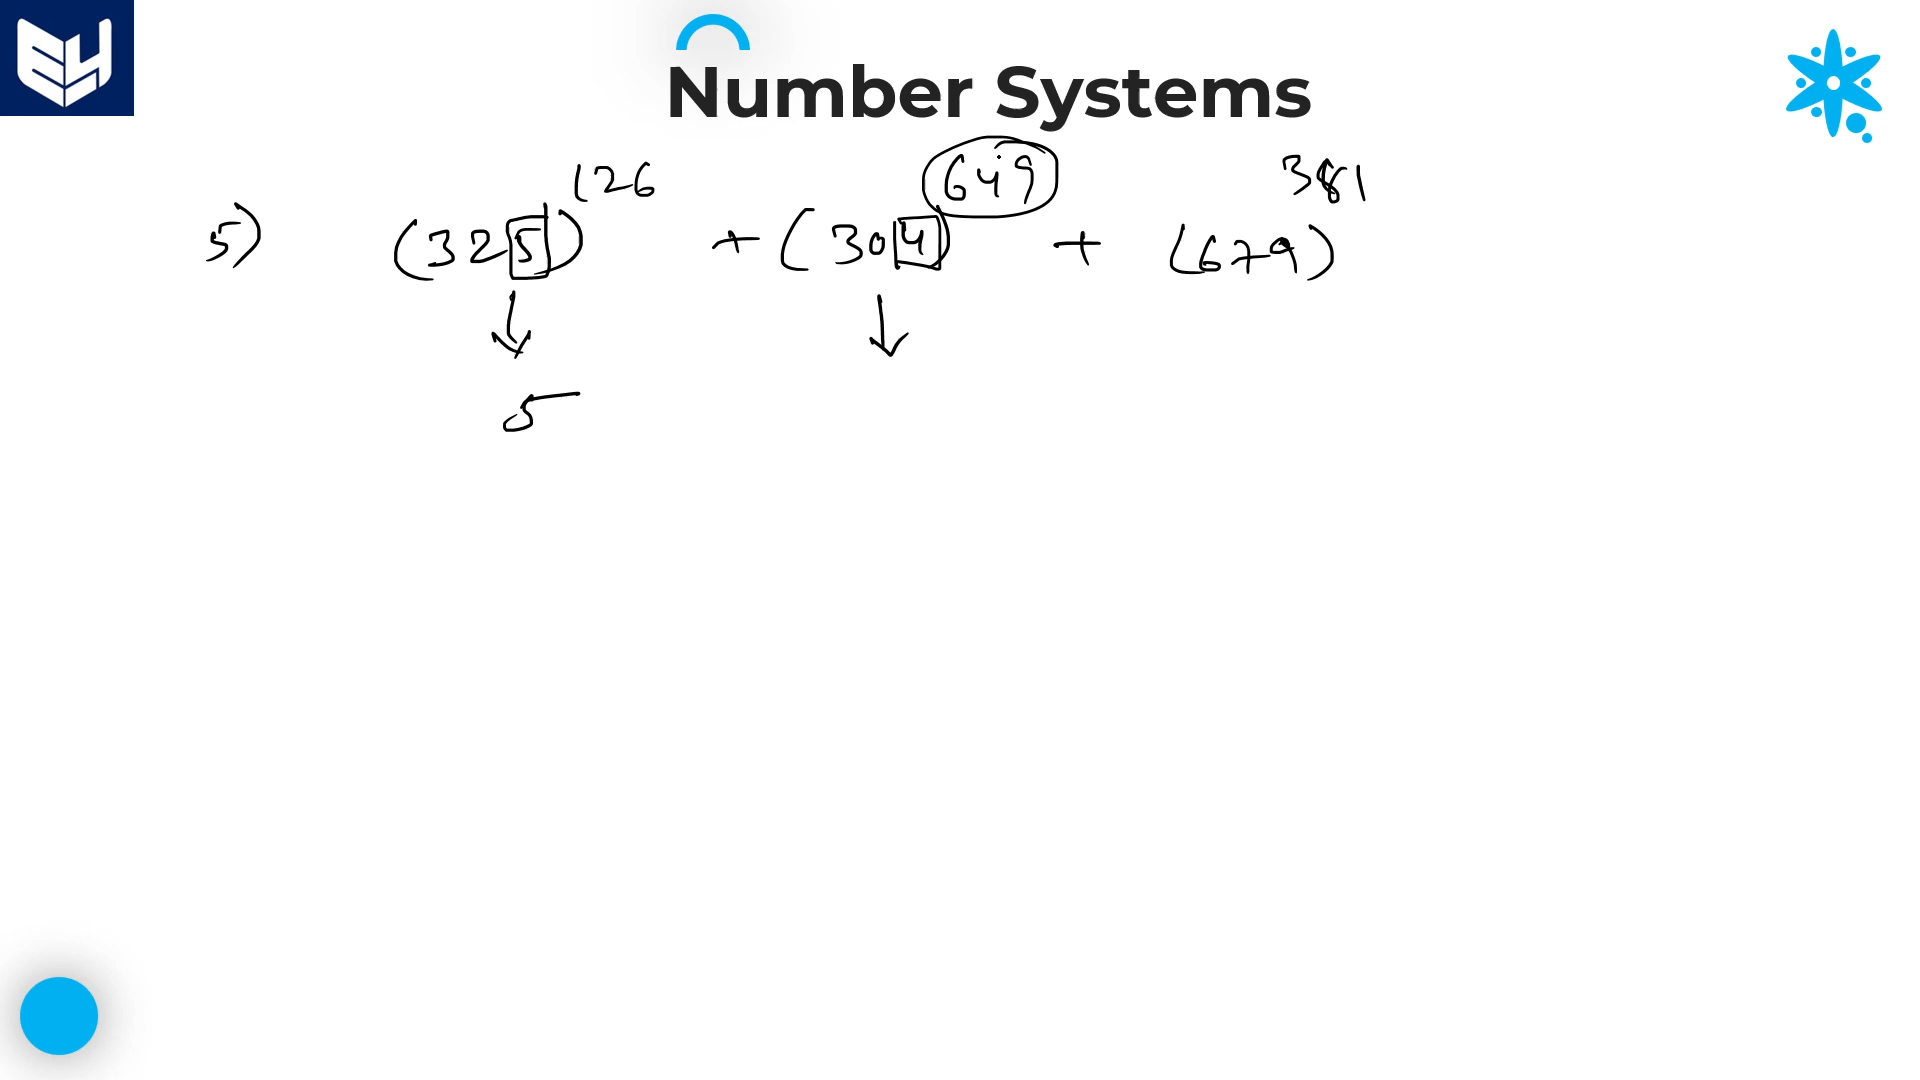 Number Systems
5) (325)^126 + (304)^649 + (679)^381
5